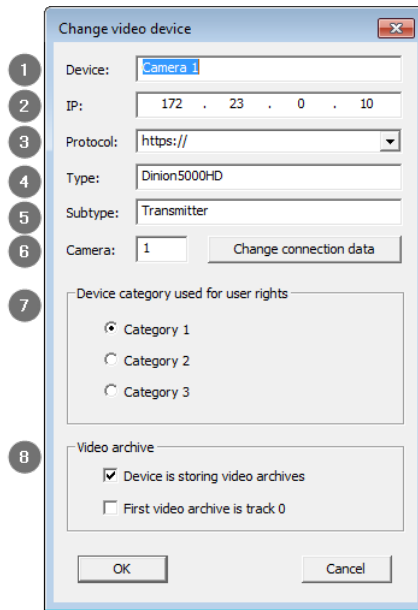 Change video device
1 Device: Camera 1
2 IP: 172 . 23 . 0 . 10
3 Protocol: https://
4 Type: Dinion5000HD
5 Subtype: Transmitter
6 Camera: 1 Change connection data
7 Device category used for user rights
Category 1
Category 2
Category 3
8 Video archive
Device is storing video archives
First video archive is track 0
OK Cancel